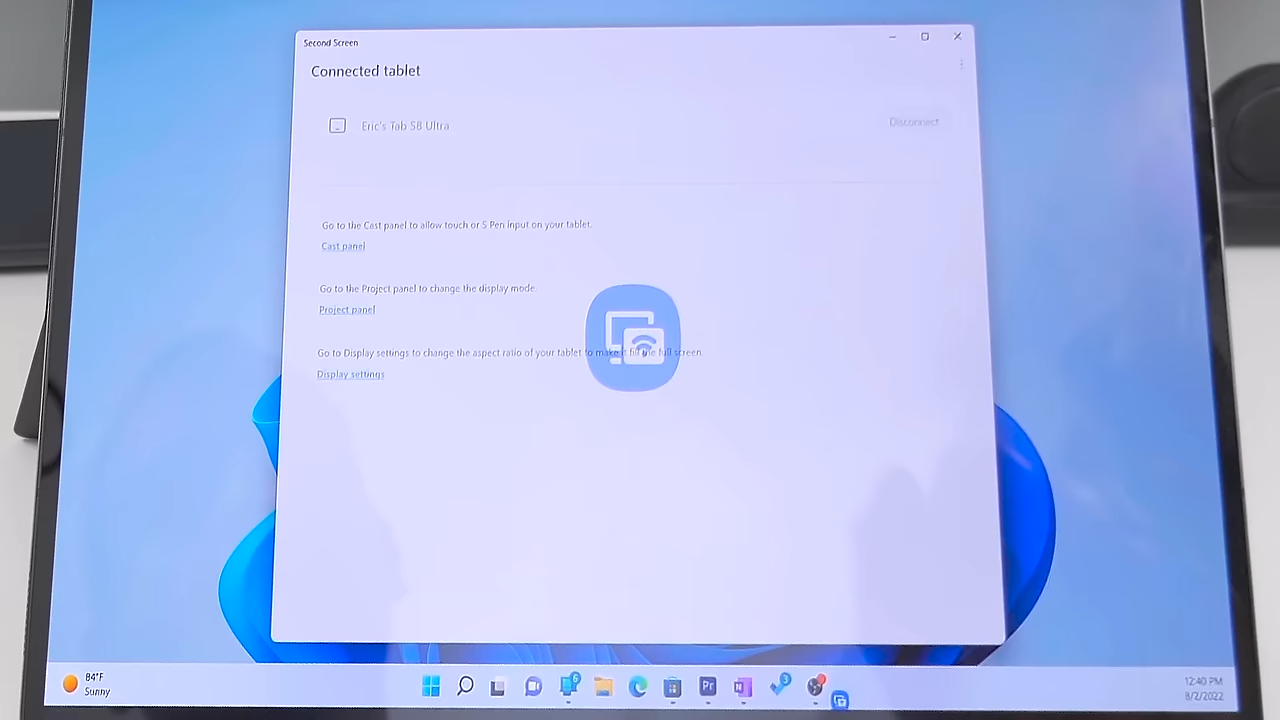 Second Screen
Connected tablet
Eric's Tab S8 Ultra
Disconnect
Go to the Cast panel to allow touch or S Pen input on your tablet.
Cast panel
Go to the Project panel to change the display mode.
Project panel
Go to Display settings to change the aspect ratio of your tablet to make it fill the full screen.
Display settings
84°F
Sunny
6
Pr
N
3
12:40 PM
8/2/2022